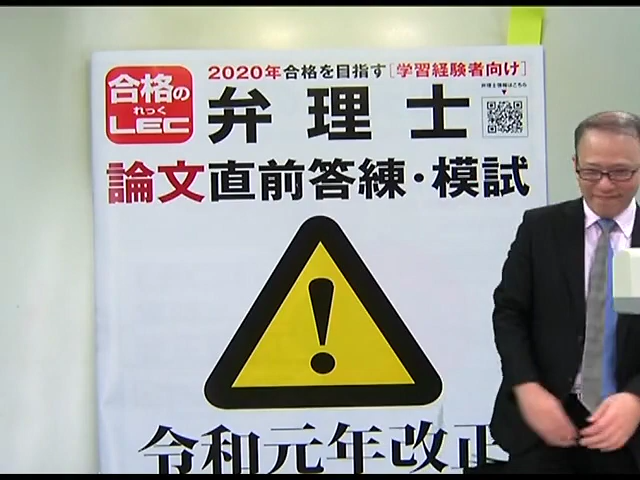 2020年合格を目指す[学習経験者向け]
合格の
れっく
LEC
弁理士
弁理士情報はこちら
論文直前答練・模試
!
令和元年改正